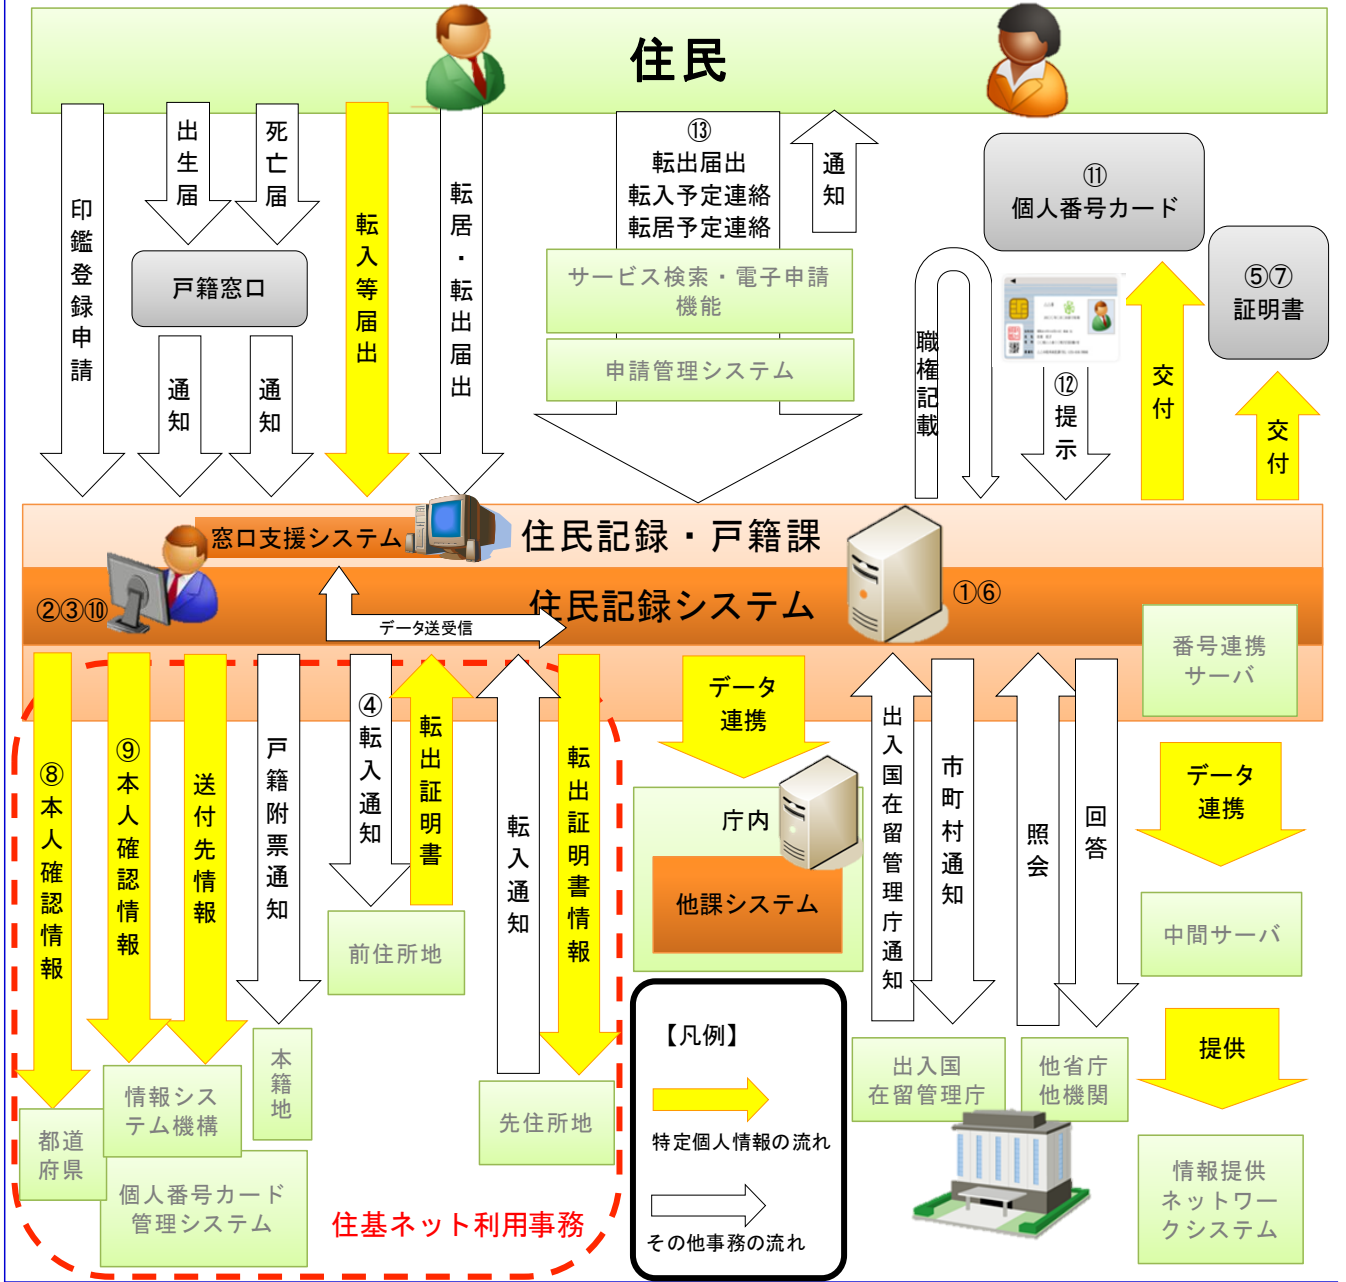 住民
印鑑登録申請
出生届
死亡届
転入等届出
転居・転出届出
⑬
転出届出
転入予定連絡
転居予定連絡
通知
⑪
個人番号カード
⑤⑦
証明書
戸籍窓口
通知
通知
サービス検索・電子申請
機能
申請管理システム
職権記載
⑫提示
交付
交付
窓口支援システム
住民記録・戸籍課
②③⑩
住民記録システム
①⑥
データ送受信
番号連携
サーバ
⑧本人確認情報
⑨本人確認情報
送付先情報
戸籍附票通知
④転入通知
転出証明書
転入通知
転出証明書情報
データ
連携
出入国在留管理庁通知
市町村通知
照会
回答
データ
連携
庁内
他課システム
前住所地
中間サーバ
【凡例】
特定個人情報の流れ
その他事務の流れ
提供
本籍地
情報シス
テム機構
都道
府県
個人番号カード
管理システム
先住所地
出入国
在留管理庁
他省庁
他機関
情報提供
ネットワー
クシステム
住基ネット利用事務